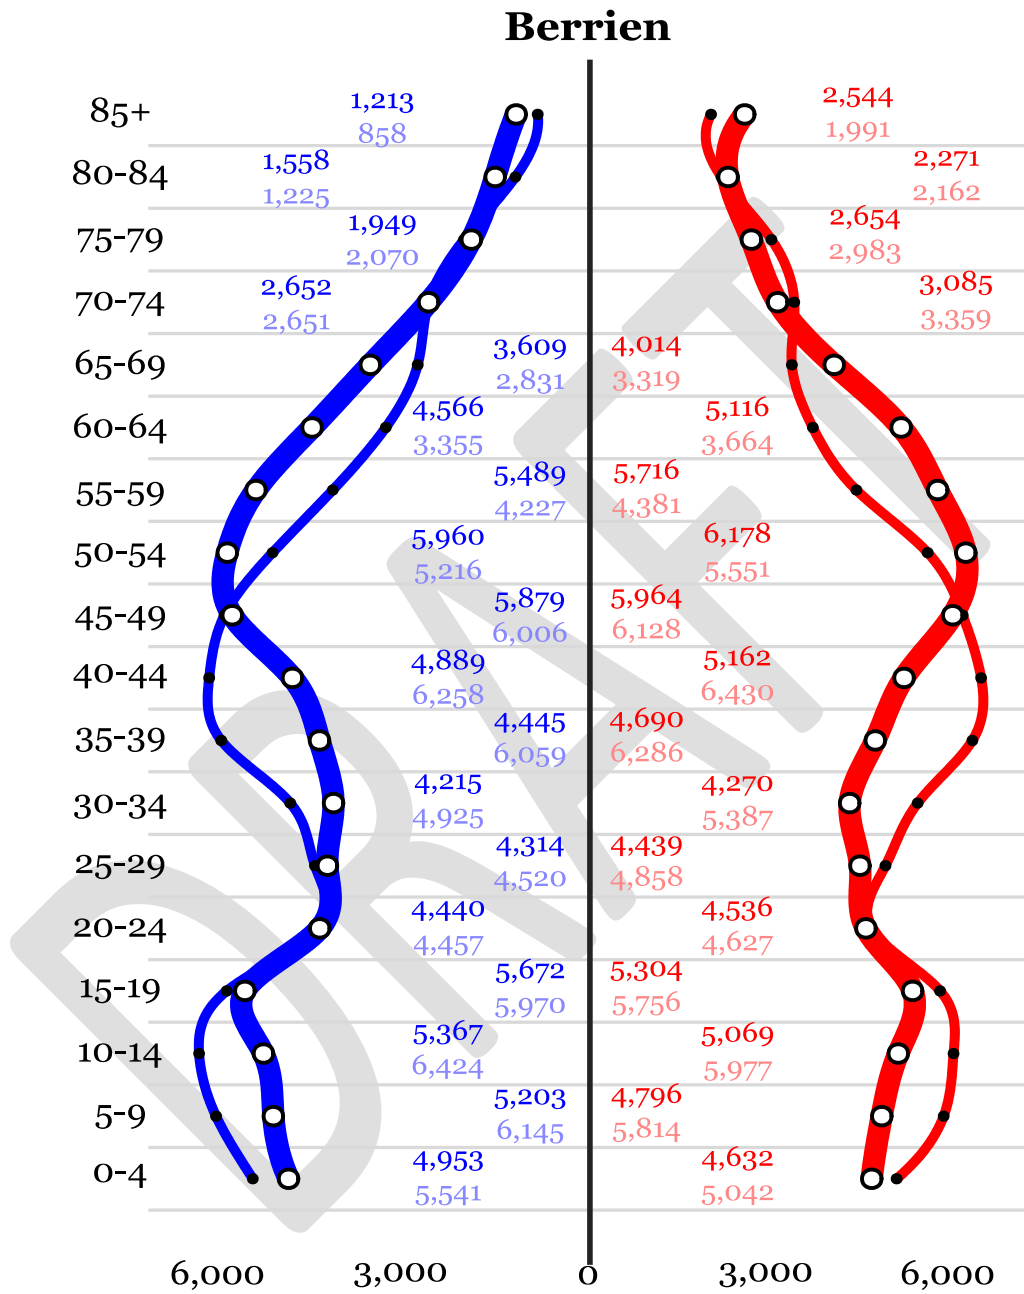 Berrien
85+ 1,213 2,544
858 1,991
80-84 1,558 2,271
1,225 2,162
75-79 1,949 2,654
2,070 2,983
70-74 2,652 3,085
2,651 3,359
65-69 3,609 4,014
2,831 3,319
60-64 4,566 5,116
3,355 3,664
55-59 5,489 5,716
4,227 4,381
50-54 5,960 6,178
5,216 5,551
45-49 5,879 5,964
6,006 6,128
40-44 4,889 5,162
6,258 6,430
35-39 4,445 4,690
6,059 6,286
30-34 4,215 4,270
4,925 5,387
25-29 4,314 4,439
4,520 4,858
20-24 4,440 4,536
4,457 4,627
15-19 5,672 5,304
5,970 5,756
10-14 5,367 5,069
6,424 5,977
5-9 5,203 4,796
6,145 5,814
0-4 4,953 4,632
5,541 5,042
6,000 3,000 0 3,000 6,000
DRAFT